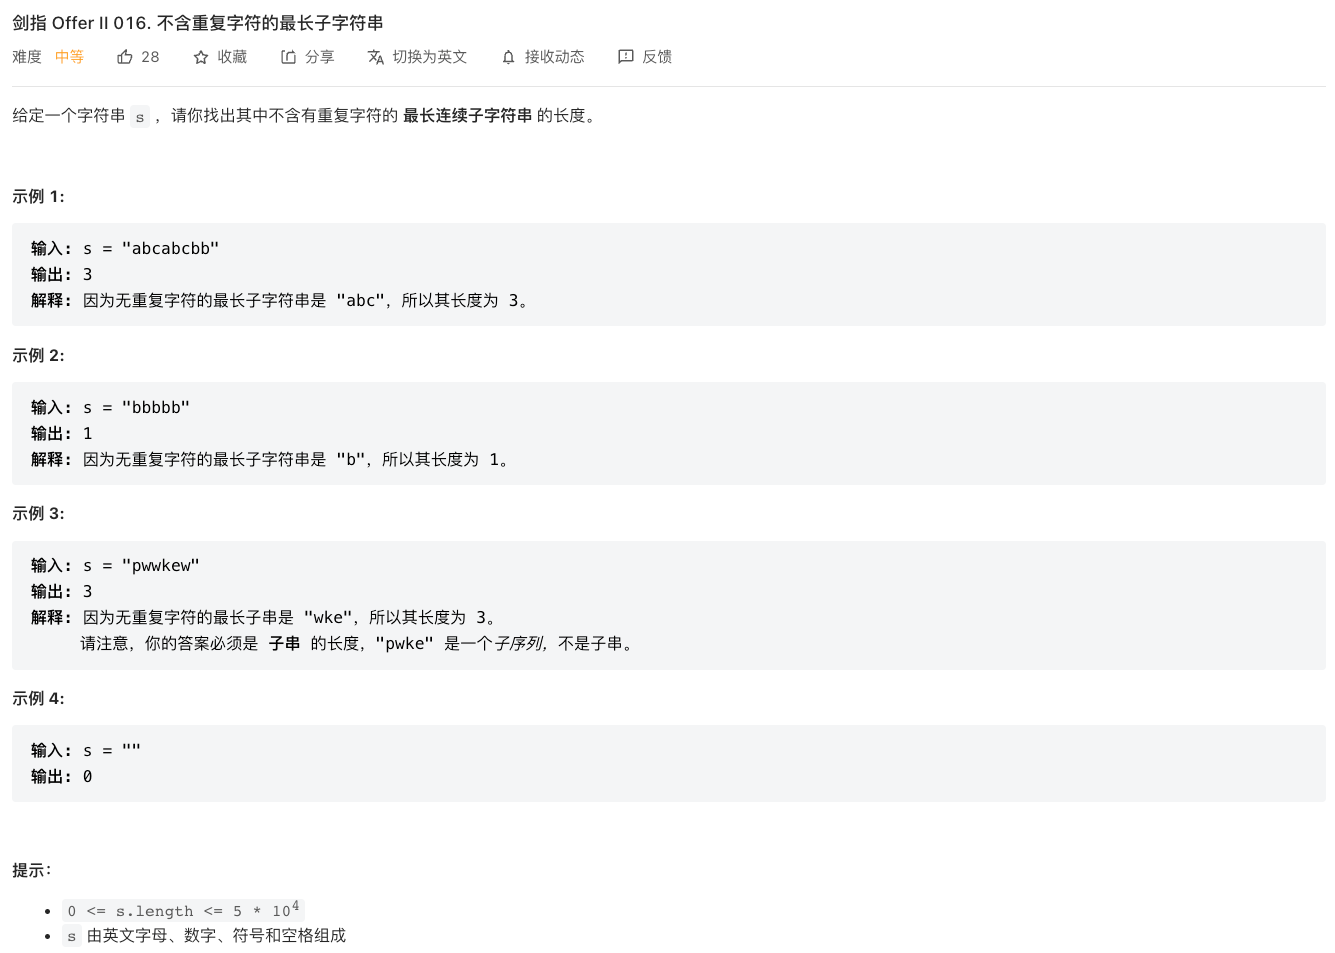 剑指 Offer II 016. 不含重复字符的最长子字符串
难度 中等 28 收藏 分享 切换为英文 接收动态 反馈
给定一个字符串 s ，请你找出其中不含有重复字符的 最长连续子字符串 的长度。
示例 1:
输入: s = "abcabcbb"
输出: 3
解释: 因为无重复字符的最长子字符串是 "abc"，所以其长度为 3。
示例 2:
输入: s = "bbbbb"
输出: 1
解释: 因为无重复字符的最长子字符串是 "b"，所以其长度为 1。
示例 3:
输入: s = "pwwkew"
输出: 3
解释: 因为无重复字符的最长子串是 "wke"，所以其长度为 3。
请注意，你的答案必须是 子串 的长度，"pwke" 是一个子序列，不是子串。
示例 4:
输入: s = ""
输出: 0
提示：
• 0 <= s.length <= 5 * 10⁴
• s 由英文字母、数字、符号和空格组成